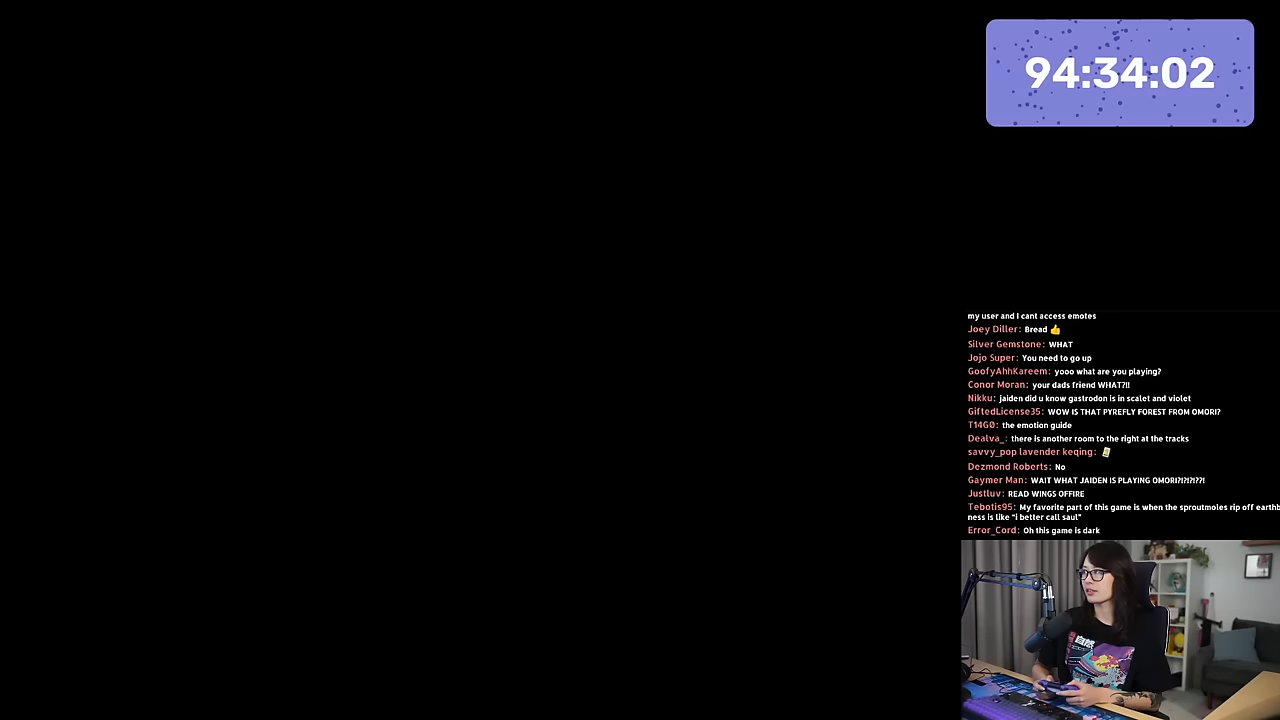 94:34:02
my user and I cant access emotes
Joey Diller: Bread 👍
Silver Gemstone: WHAT
Jojo Super: You need to go up
GoofyAhhKareem: yooo what are you playing?
Conor Moran: your dads friend WHAT?!!
Nikku: jaiden did u know gastrodon is in scalet and violet
GiftedLicense35: WOW IS THAT PYREFLY FOREST FROM OMORI?
T14G0: the emotion guide
Dealva_: there is another room to the right at the tracks
savvy_pop lavender keqing:
Dezmond Roberts: No
Gaymer Man: WAIT WHAT JAIDEN IS PLAYING OMORI?!?!?!??!
Justluv: READ WINGS OFFIRE
Tebotis95: My favorite part of this game is when the sproutmoles rip off earthb
ness is like "i better call saul"
Error_Cord: Oh this game is dark
自然